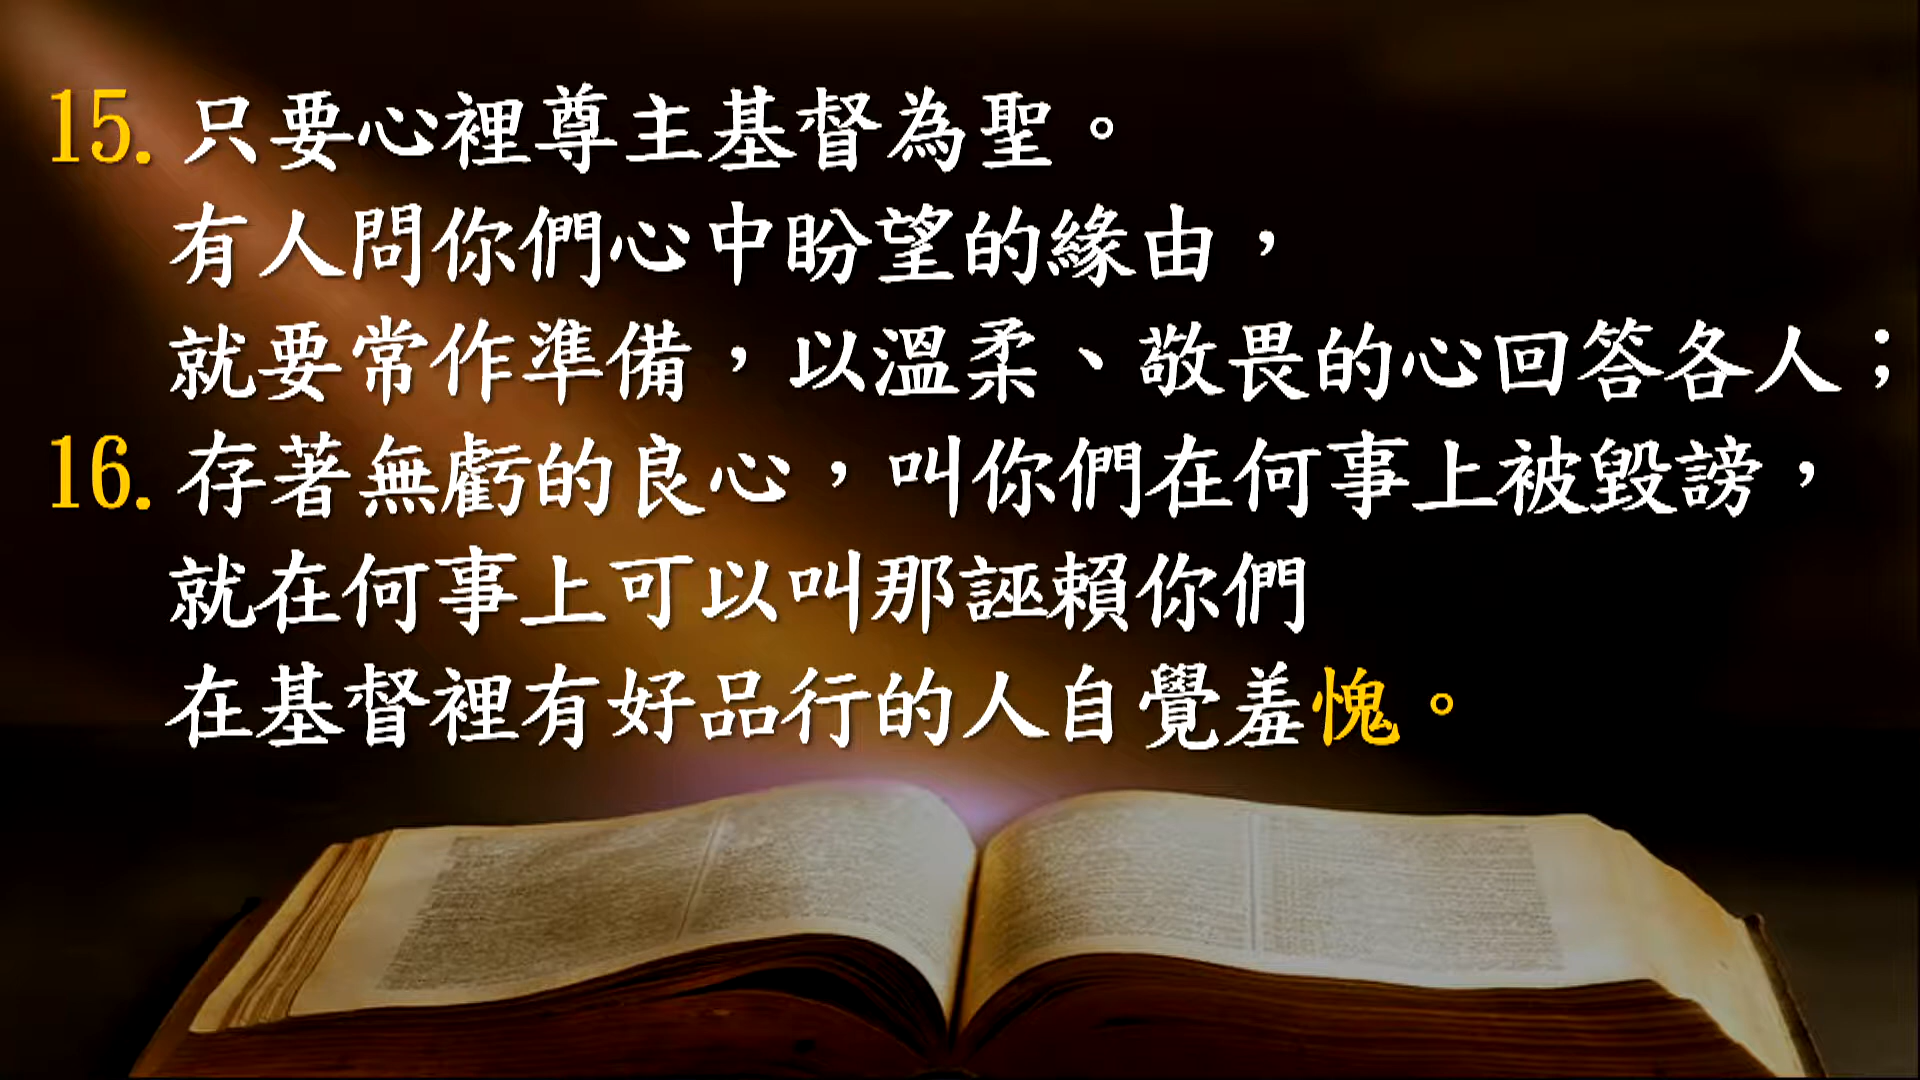 15. 只要心裡尊主基督為聖。
有人問你們心中盼望的緣由，
就要常作準備，以溫柔、敬畏的心回答各人；
16. 存著無虧的良心，叫你們在何事上被毀謗，
就在何事上可以叫那誣賴你們
在基督裡有好品行的人自覺羞愧。